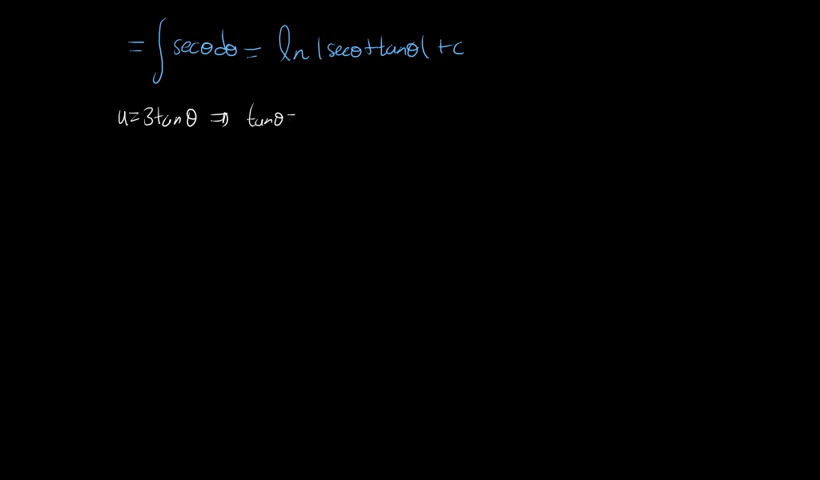 = ∫ secθdθ = ln |secθ+tanθ| +c
u=3tanθ ⇒ tanθ=